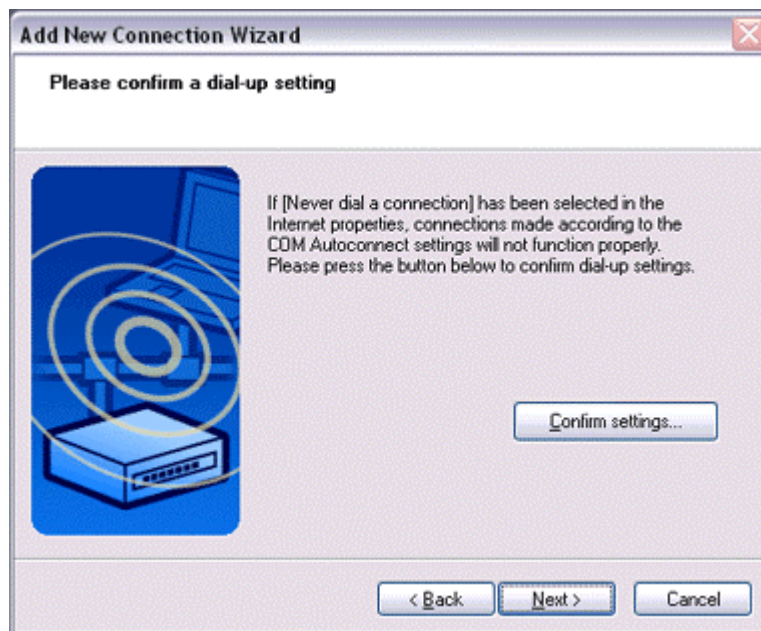 Add New Connection Wizard
Please confirm a dial-up setting
If [Never dial a connection] has been selected in the
Internet properties, connections made according to the
COM Autoconnect settings will not function properly.
Please press the button below to confirm dial-up settings.
Confirm settings...
< Back
Next >
Cancel